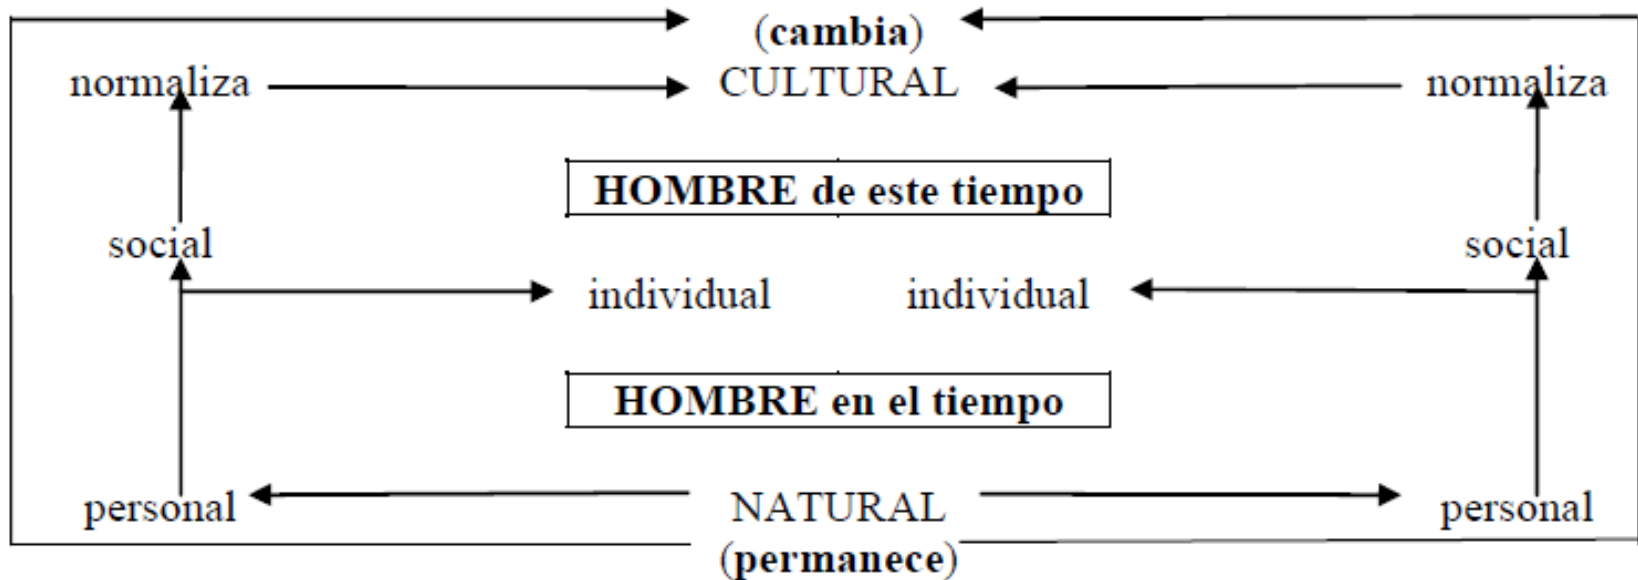 (cambia)
normaliza CULTURAL normaliza
HOMBRE de este tiempo
social social
individual individual
HOMBRE en el tiempo
personal NATURAL personal
(permanece)